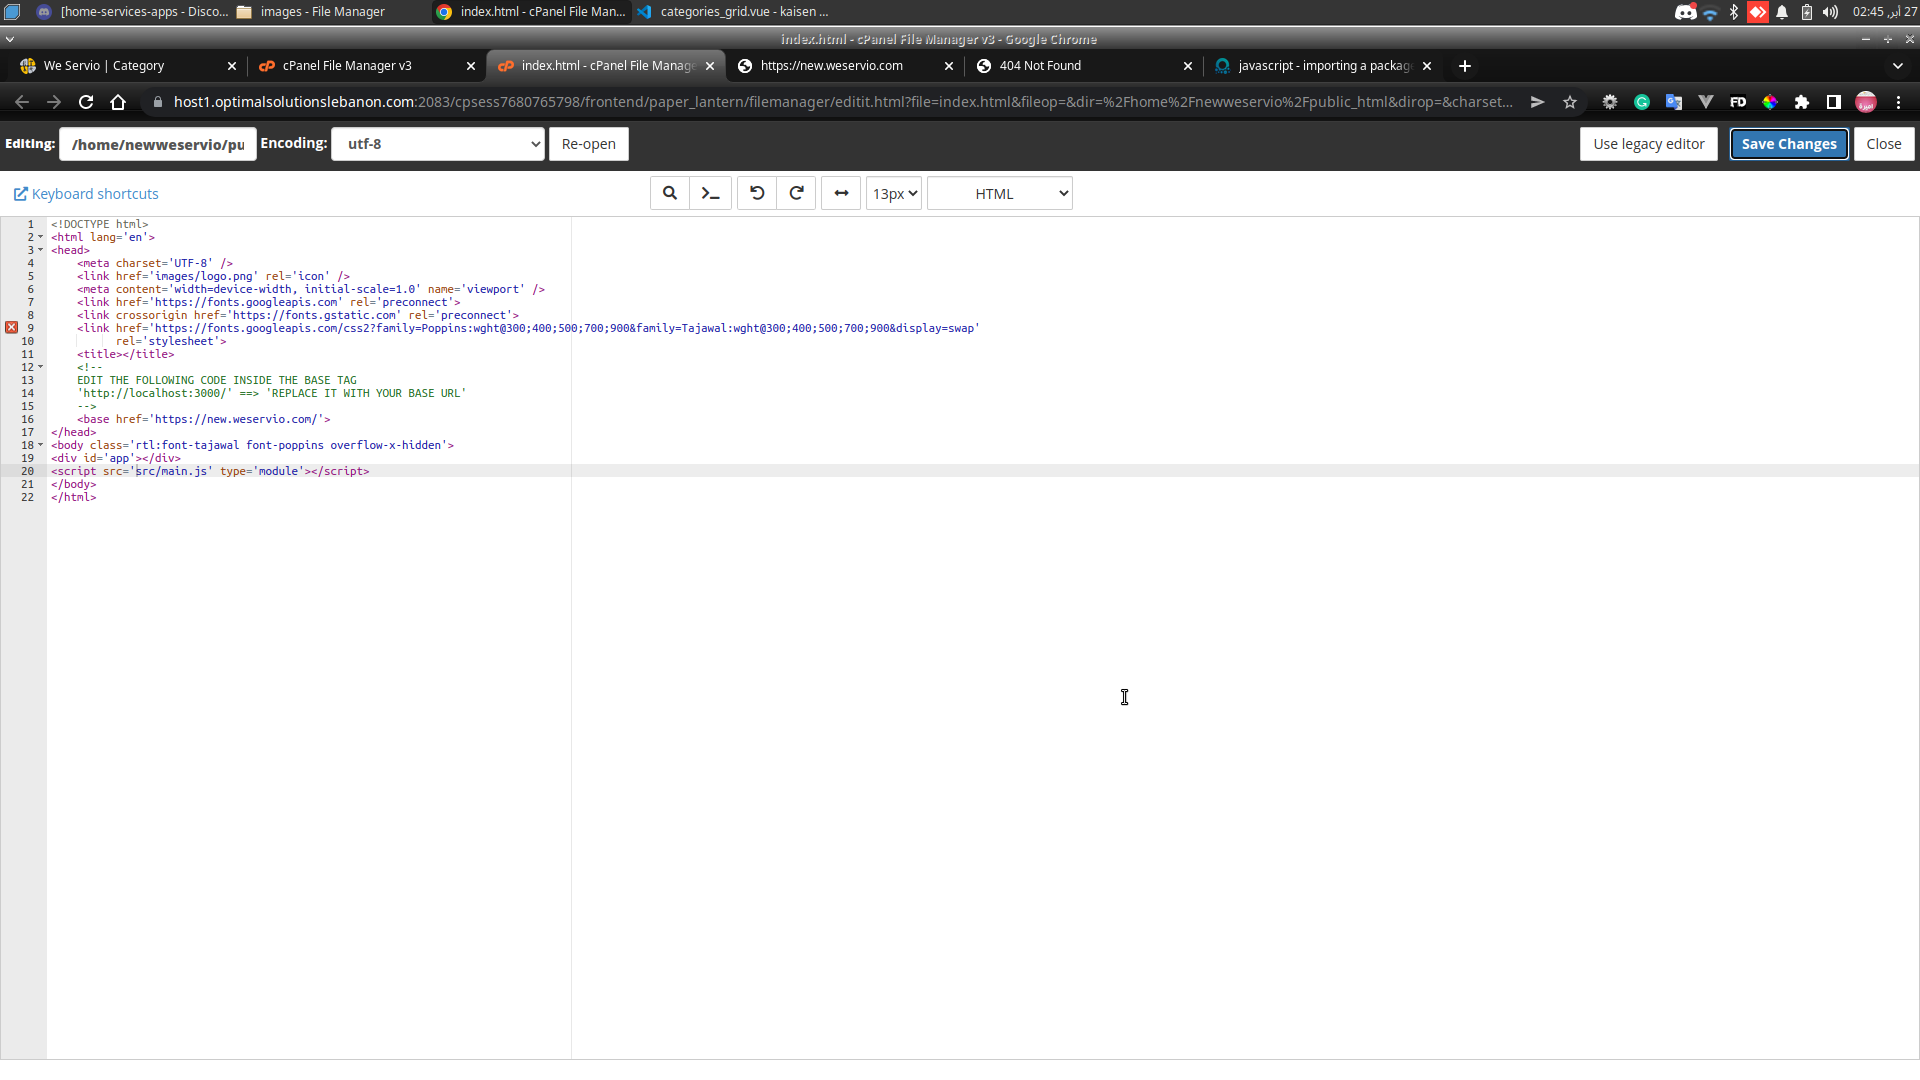 [home-services-apps - Disco...
images - File Manager
index.html - cPanel File Man...
categories_grid.vue - kaisen ...
02:45 27 أبر,
index.html - cPanel File Manager v3 - Google Chrome
We Servio | Category
cPanel File Manager v3
index.html - cPanel File Manage
https://new.weservio.com
404 Not Found
javascript - importing a packag
host1.optimalsolutionslebanon.com:2083/cpsess7680765798/frontend/paper_lantern/filemanager/editit.html?file=index.html&fileop=&dir=%2Fhome%2Fnewweservio%2Fpublic_html&dirop=&charset...
FD
Editing:
/home/newweservio/pu
Encoding:
utf-8
Re-open
Use legacy editor
Save Changes
Close
Keyboard shortcuts
13px
HTML
1 <!DOCTYPE html>
2 <html lang='en'>
3 <head>
4 <meta charset='UTF-8' />
5 <link href='images/logo.png' rel='icon' />
6 <meta content='width=device-width, initial-scale=1.0' name='viewport' />
7 <link href='https://fonts.googleapis.com' rel='preconnect'>
8 <link crossorigin href='https://fonts.gstatic.com' rel='preconnect'>
9 <link href='https://fonts.googleapis.com/css2?family=Poppins:wght@300;400;500;700;900&family=Tajawal:wght@300;400;500;700;900&display=swap'
10 rel='stylesheet'>
11 <title></title>
12 <!--
13 EDIT THE FOLLOWING CODE INSIDE THE BASE TAG
14 'http://localhost:3000/' ==> 'REPLACE IT WITH YOUR BASE URL'
15 -->
16 <base href='https://new.weservio.com/'>
17 </head>
18 <body class='rtl:font-tajawal font-poppins overflow-x-hidden'>
19 <div id='app'></div>
20 <script src='src/main.js' type='module'></script>
21 </body>
22 </html>